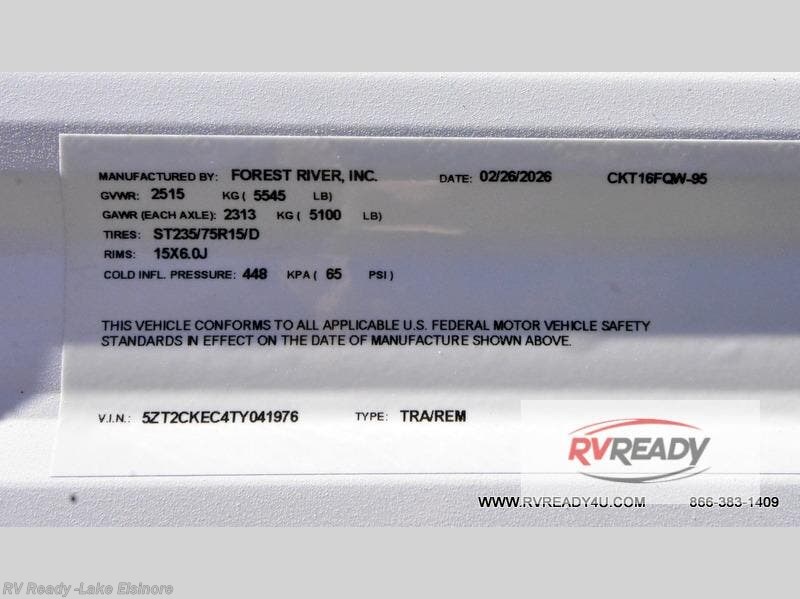 MANUFACTURED BY: FOREST RIVER, INC. DATE: 02/26/2026 CKT16FQW-95
GVWR: 2515 KG ( 5545 LB)
GAWR (EACH AXLE): 2313 KG ( 5100 LB)
TIRES: ST235/75R15/D
RIMS: 15X6.0J
COLD INFL. PRESSURE: 448 KPA ( 65 PSI )
THIS VEHICLE CONFORMS TO ALL APPLICABLE U.S. FEDERAL MOTOR VEHICLE SAFETY
STANDARDS IN EFFECT ON THE DATE OF MANUFACTURE SHOWN ABOVE.
V.I.N.: 5ZT2CKEC4TY041976 TYPE: TRA/REM
RVREADY
WWW.RVREADY4U.COM 866-383-1409
RV Ready -Lake Elsinore